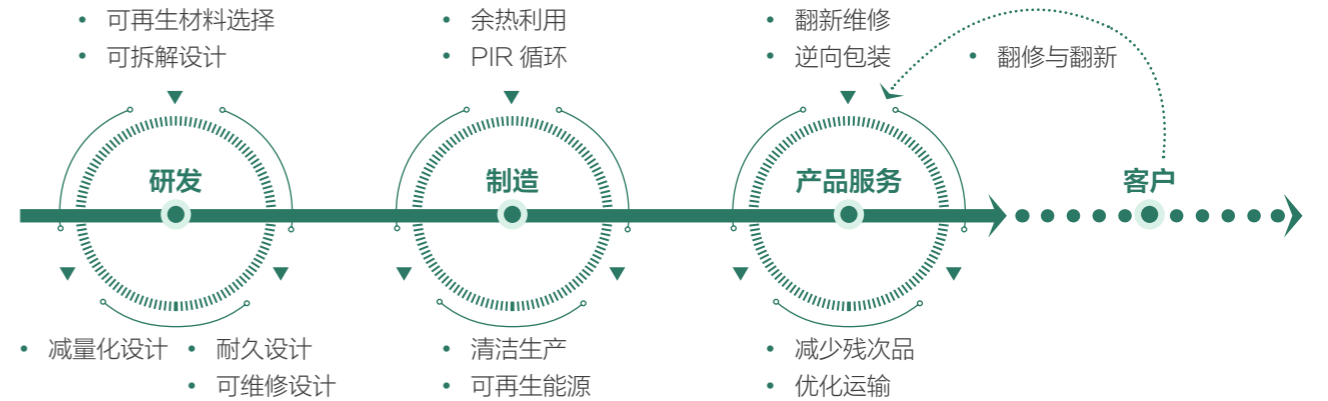 • 可再生材料选择
• 可拆解设计
研发
• 减量化设计
• 耐久设计
• 可维修设计
• 余热利用
• PIR 循环
制造
• 清洁生产
• 可再生能源
• 翻新维修
• 逆向包装
产品服务
• 减少残次品
• 优化运输
• 翻修与翻新
客户